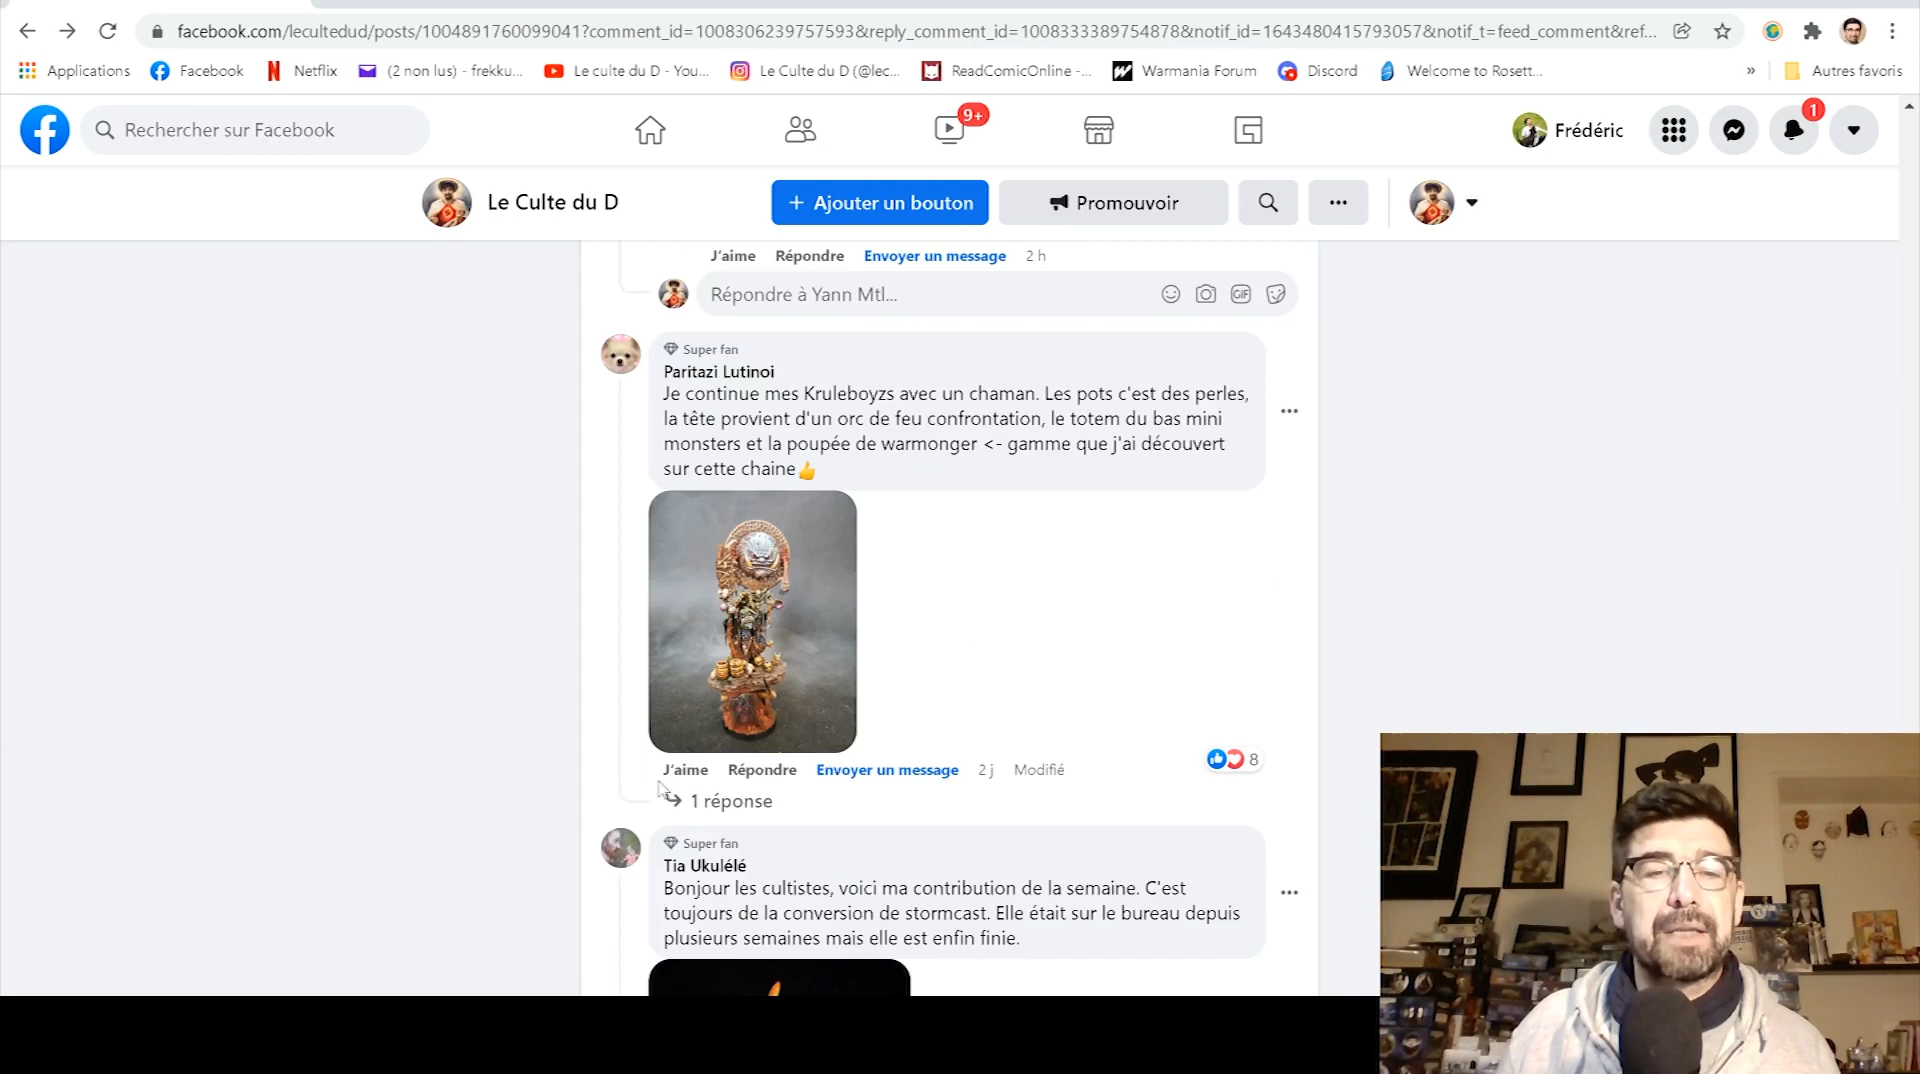 facebook.com/lecultedud/posts/1004891760099041?comment_id=1008306239757593&reply_comment_id=1008333389754878&notif_id=1643480415793057&notif_t=feed_comment&ref...
Applications Facebook Netflix (2 non lus) - frekku... Le culte du D - You... Le Culte du D (@lec... ReadComicOnline -... Warmania Forum Discord Welcome to Rosett... » Autres favoris
Rechercher sur Facebook 9+ Frédéric 1
Le Culte du D + Ajouter un bouton Promouvoir
J'aime Répondre Envoyer un message 2 h
Répondre à Yann Mtl... GIF
Super fan
Paritazi Lutinoi
Je continue mes Kruleboyzs avec un chaman. Les pots c'est des perles,
la tête provient d'un orc de feu confrontation, le totem du bas mini
monsters et la poupée de warmonger <- gamme que j'ai découvert
sur cette chaine👍
J'aime Répondre Envoyer un message 2 j Modifié 8
1 réponse
Super fan
Tia Ukulélé
Bonjour les cultistes, voici ma contribution de la semaine. C'est
toujours de la conversion de stormcast. Elle était sur le bureau depuis
plusieurs semaines mais elle est enfin finie.